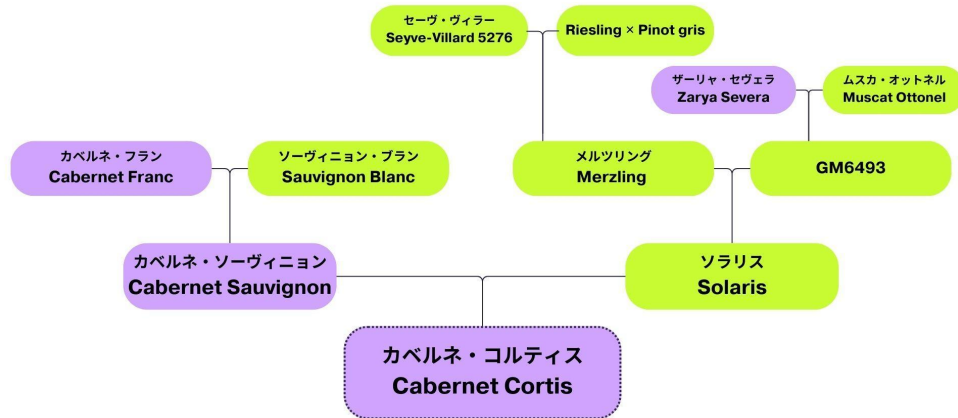 セーヴ・ヴィラー
Seyve-Villard 5276
Riesling × Pinot gris
ザーリャ・セヴェラ
Zarya Severa
ムスカ・オットネル
Muscat Ottonel
カベルネ・フラン
Cabernet Franc
ソーヴィニョン・ブラン
Sauvignon Blanc
メルツリング
Merzling
GM6493
カベルネ・ソーヴィニョン
Cabernet Sauvignon
ソラリス
Solaris
カベルネ・コルティス
Cabernet Cortis